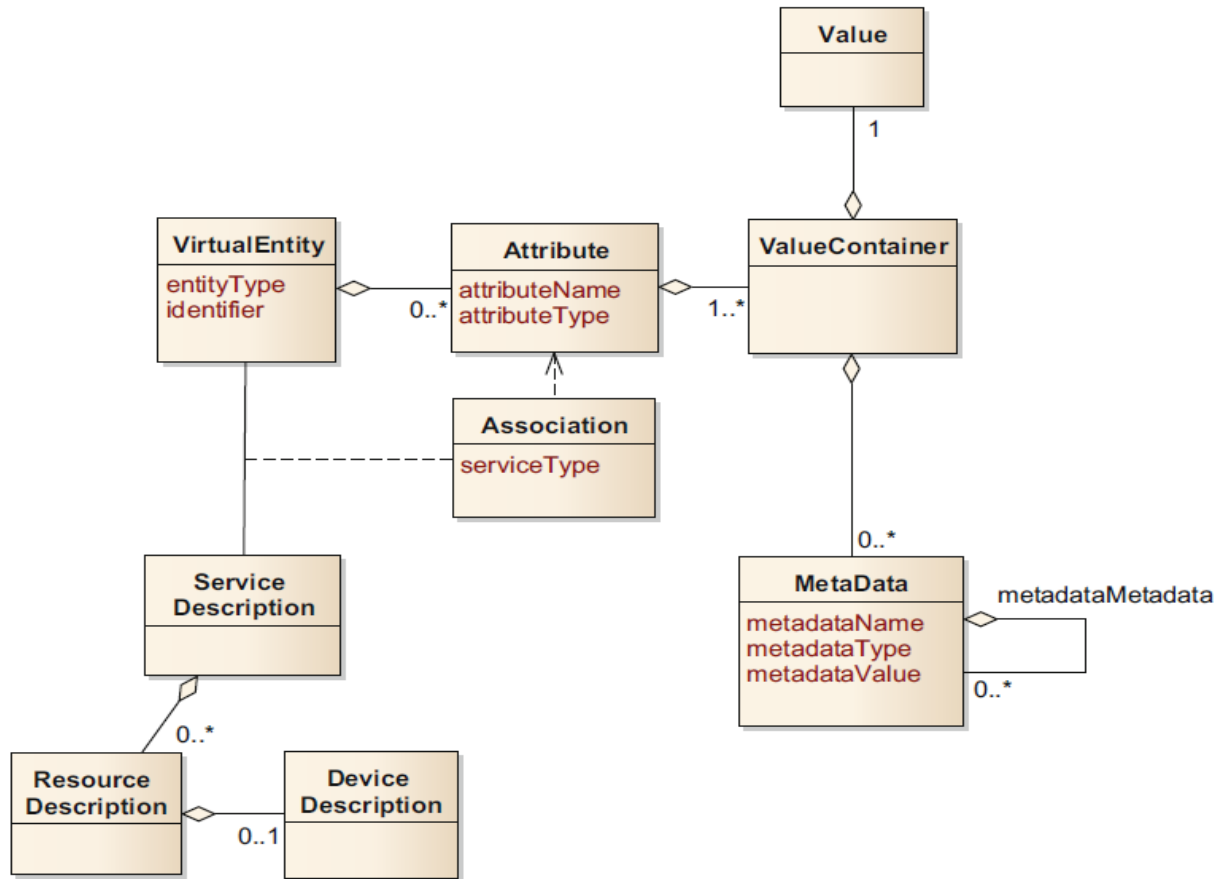 Value
1
VirtualEntity
entityType
identifier
0..*
Attribute
attributeName
attributeType
1..*
ValueContainer
Association
serviceType
0..*
Service
Description
MetaData
metadataName
metadataType
metadataValue
metadataMetadata
0..*
0..*
Resource
Description
0..1
Device
Description